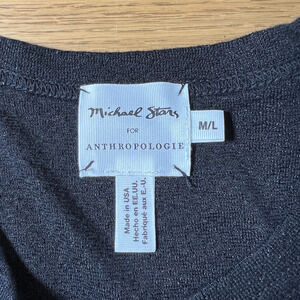 Michael Stars
FOR
ANTHROPOLOGIE
M/L
Made in USA
Hecho en EE.UU.
Fabriqué aux E.-U.